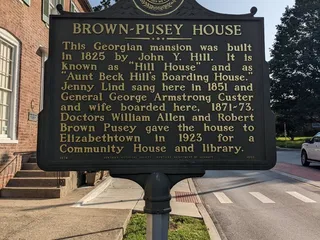 BROWN-PUSEY HOUSE
This Georgian mansion was built
in 1825 by John Y. Hill. It is
Known as "Hill House" and as
"Aunt Beck Hill's Boarding House."
Jenny Lind sang here in 1851 and
General George Armstrong Custer
and wife boarded here, 1871-73.
Doctors William Allen and Robert
Brown Pusey gave the house to
Elizabethtown in 1923 for a
Community House and library.